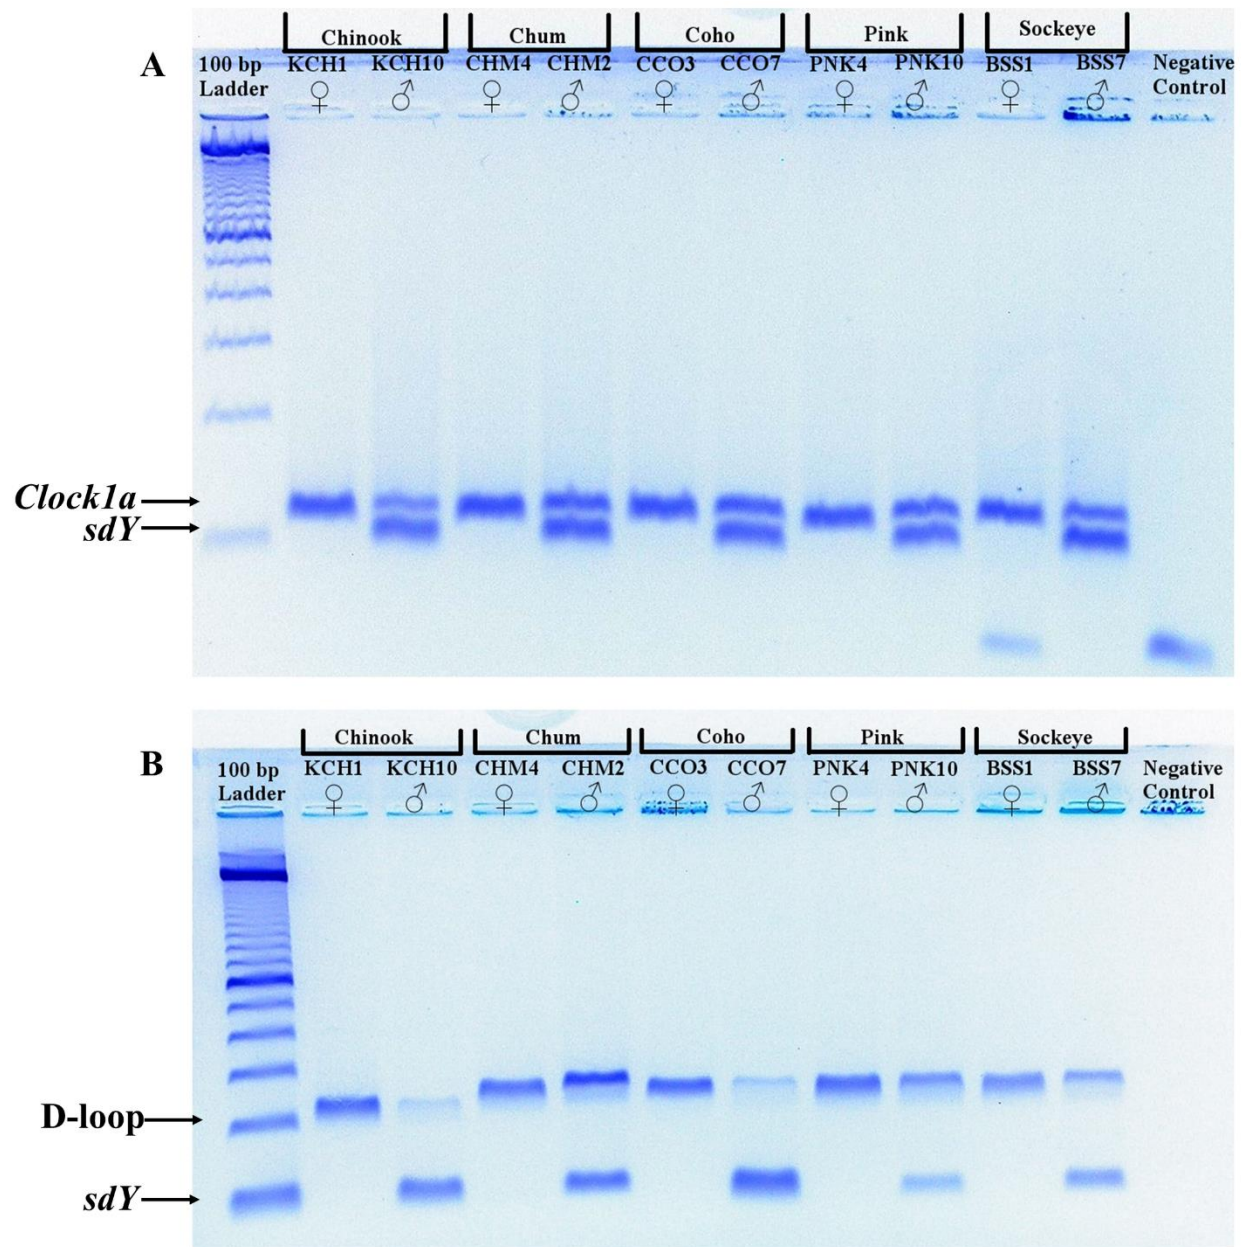 Chinook Chum Coho Pink Sockeye
A 100 bp KCH1 KCH10 CHM4 CHM2 CCO3 CCO7 PNK4 PNK10 BSS1 BSS7 Negative
Ladder ♀ ♂ ♀ ♂ ♀ ♂ ♀ ♂ ♀ ♂ Control
Clock1a
sdY
Chinook Chum Coho Pink Sockeye
B 100 bp KCH1 KCH10 CHM4 CHM2 CCO3 CCO7 PNK4 PNK10 BSS1 BSS7 Negative
Ladder ♀ ♂ ♀ ♂ ♀ ♂ ♀ ♂ ♀ ♂ Control
D-loop
sdY